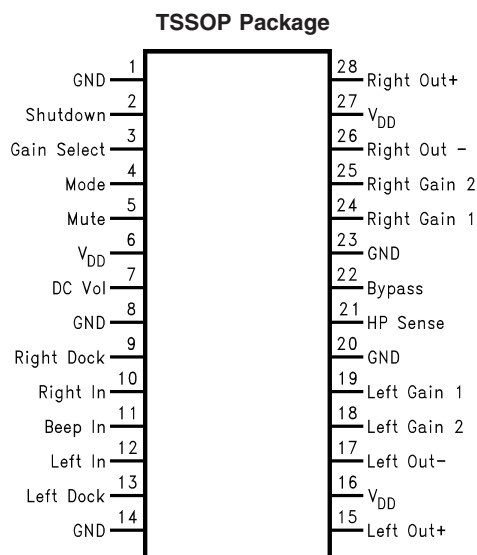 TSSOP Package
GND 1
Shutdown 2
Gain Select 3
Mode 4
Mute 5
VDD 6
DC Vol 7
GND 8
Right Dock 9
Right In 10
Beep In 11
Left In 12
Left Dock 13
GND 14
28 Right Out+
27 VDD
26 Right Out -
25 Right Gain 2
24 Right Gain 1
23 GND
22 Bypass
21 HP Sense
20 GND
19 Left Gain 1
18 Left Gain 2
17 Left Out-
16 VDD
15 Left Out+